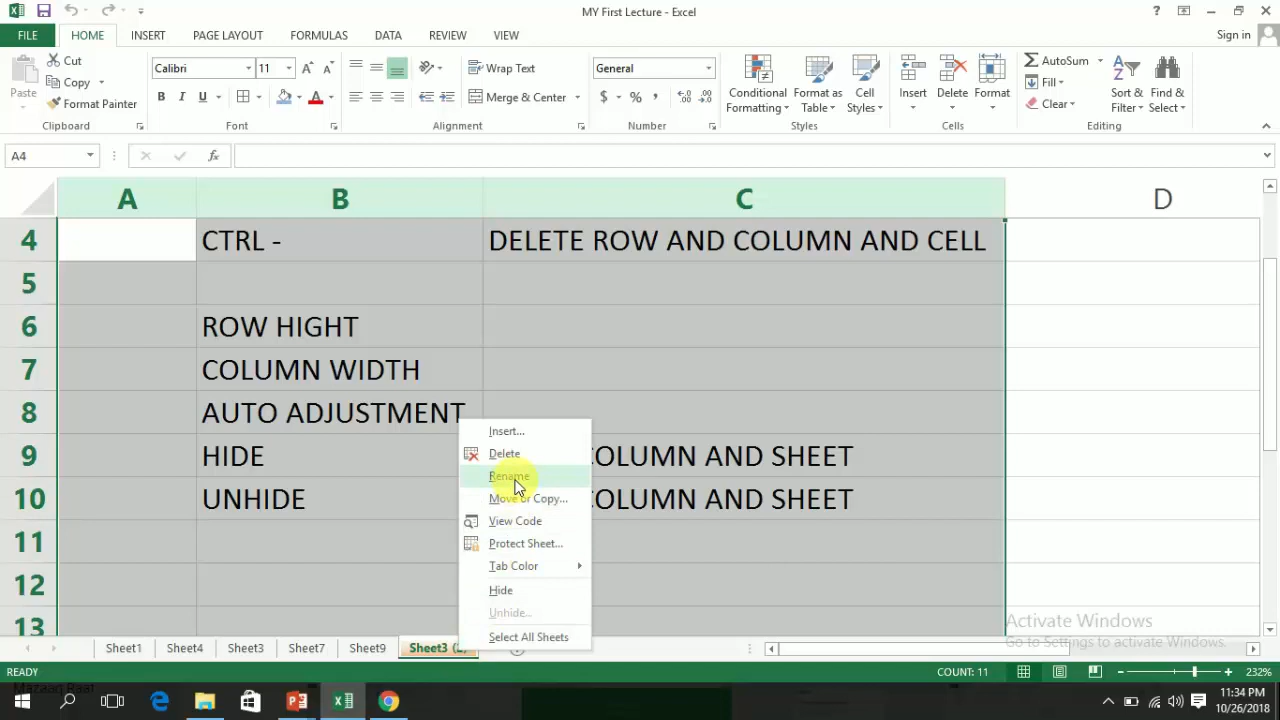 MY First Lecture - Excel
Sign in
FILE HOME INSERT PAGE LAYOUT FORMULAS DATA REVIEW VIEW
Paste
Cut
Copy
Format Painter
Clipboard
Calibri 11
B I U
Font
Wrap Text
Merge & Center
Alignment
General
$ % ,
Number
Conditional Formatting
Format as Table
Cell Styles
Styles
Insert
Delete
Format
Cells
AutoSum
Fill
Clear
Sort & Filter
Find & Select
Editing
A4
fx
A B C D
4 CTRL - DELETE ROW AND COLUMN AND CELL
5
6 ROW HIGHT
7 COLUMN WIDTH
8 AUTO ADJUSTMENT
9 HIDE COLUMN AND SHEET
10 UNHIDE COLUMN AND SHEET
11
12
13
Insert...
Delete
Rename
Move or Copy...
View Code
Protect Sheet...
Tab Color
Hide
Unhide...
Select All Sheets
Activate Windows
Go to Settings to activate Windows.
Sheet1 Sheet4 Sheet3 Sheet7 Sheet9 Sheet3
READY
COUNT: 11
232%
11:34 PM
10/26/2018